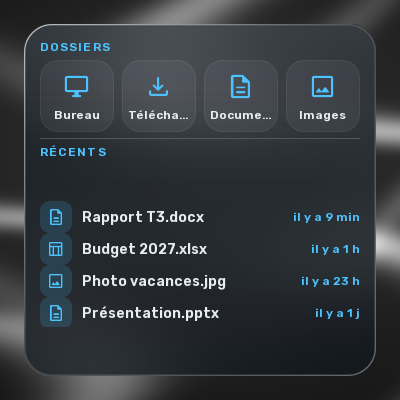 DOSSIERS
Bureau Télécha... Docume... Images
RÉCENTS
Rapport T3.docx il y a 9 min
Budget 2027.xlsx il y a 1 h
Photo vacances.jpg il y a 23 h
Présentation.pptx il y a 1 j